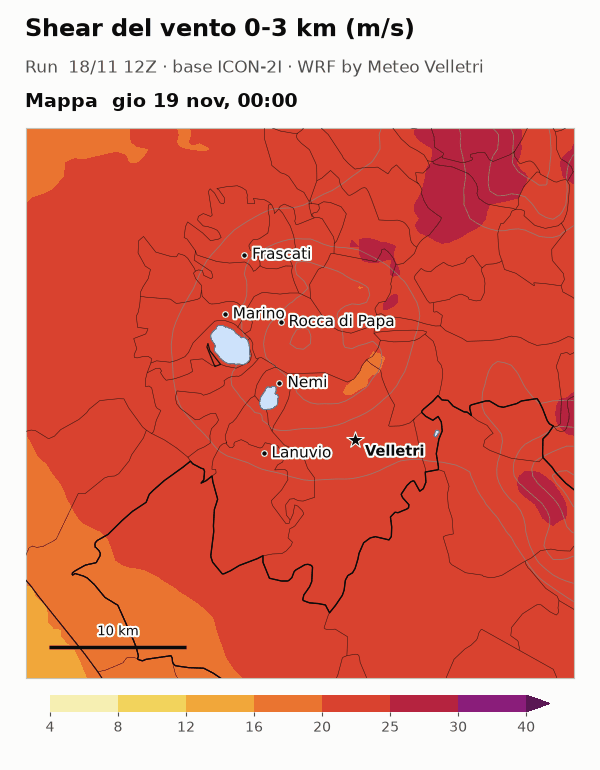 Shear del vento 0-3 km (m/s)
Run  18/11 12Z · base ICON-2I · WRF by Meteo Velletri
Mappa  gio 19 nov, 00:00
Frascati
Marino
Rocca di Papa
Nemi
Velletri
Lanuvio
10 km
4 8 12 16 20 25 30 40